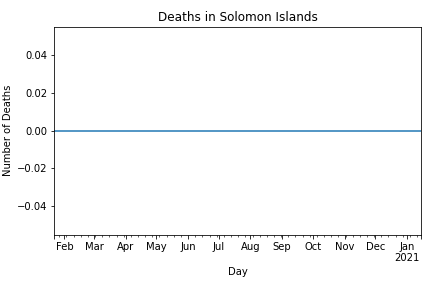 Deaths in Solomon Islands
Number of Deaths
0.04
0.02
0.00
−0.02
−0.04
Feb Mar Apr May Jun Jul Aug Sep Oct Nov Dec Jan
2021
Day